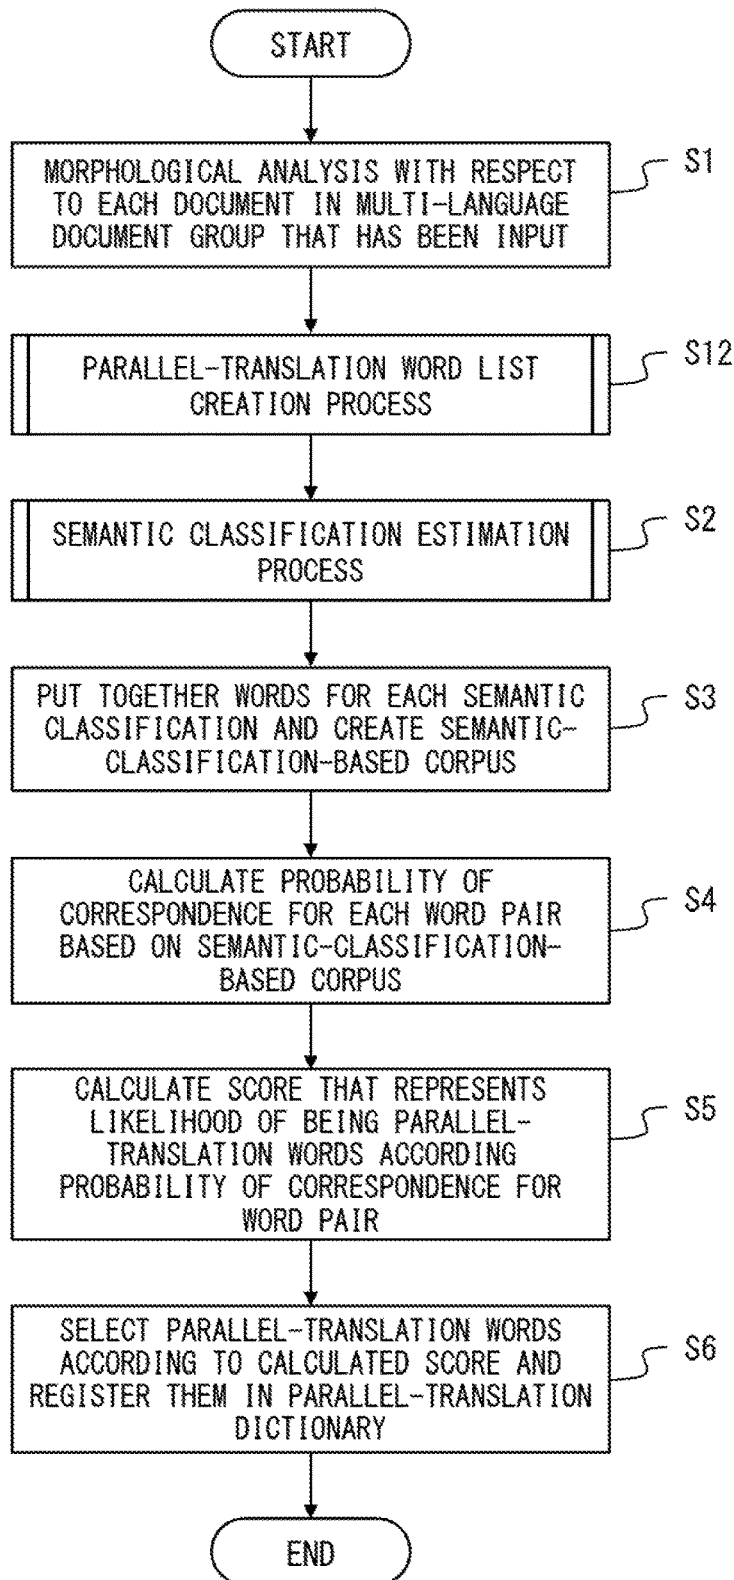 START
MORPHOLOGICAL ANALYSIS WITH RESPECT
TO EACH DOCUMENT IN MULTI-LANGUAGE
DOCUMENT GROUP THAT HAS BEEN INPUT
S1
PARALLEL-TRANSLATION WORD LIST
CREATION PROCESS
S12
SEMANTIC CLASSIFICATION ESTIMATION
PROCESS
S2
PUT TOGETHER WORDS FOR EACH SEMANTIC
CLASSIFICATION AND CREATE SEMANTIC-
CLASSIFICATION-BASED CORPUS
S3
CALCULATE PROBABILITY OF
CORRESPONDENCE FOR EACH WORD PAIR
BASED ON SEMANTIC-CLASSIFICATION-
BASED CORPUS
S4
CALCULATE SCORE THAT REPRESENTS
LIKELIHOOD OF BEING PARALLEL-
TRANSLATION WORDS ACCORDING
PROBABILITY OF CORRESPONDENCE FOR
WORD PAIR
S5
SELECT PARALLEL-TRANSLATION WORDS
ACCORDING TO CALCULATED SCORE AND
REGISTER THEM IN PARALLEL-TRANSLATION
DICTIONARY
S6
END